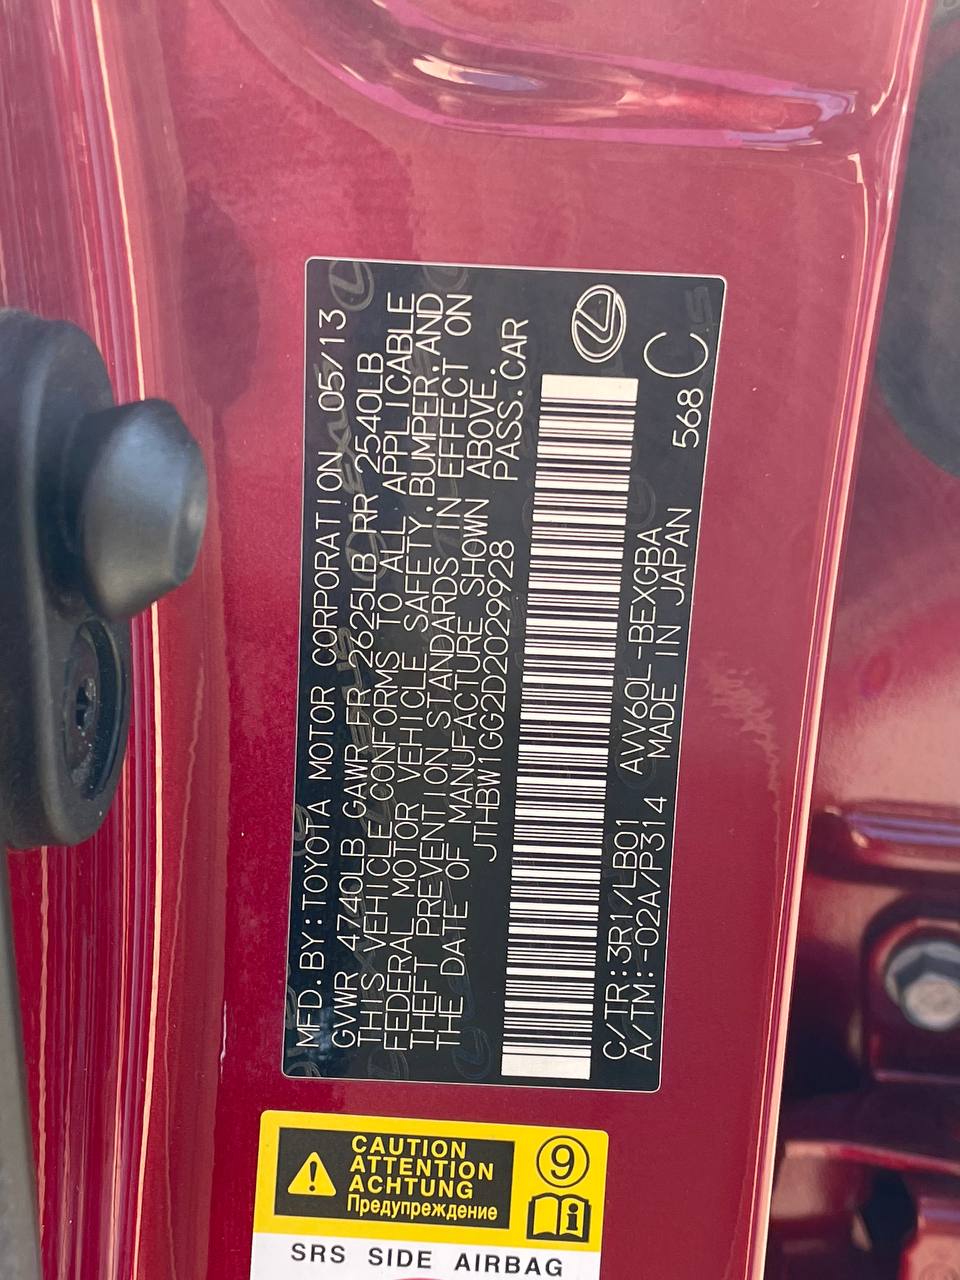 MFD. BY: TOYOTA MOTOR CORPORATION 05/13
GVWR 4740LB GAWR FR 2625LB RR 2540LB
THIS VEHICLE CONFORMS TO ALL APPLICABLE
FEDERAL MOTOR VEHICLE SAFETY, BUMPER, AND
THEFT PREVENTION STANDARDS IN EFFECT ON
THE DATE OF MANUFACTURE SHOWN ABOVE.
JTHBW1GG2D2029928 PASS. CAR
C/TR: 3R1/LB01 AVV60L-BEXGBA
A/TM: -02A/P314 MADE IN JAPAN 568 C
CAUTION
ATTENTION
ACHTUNG
Предупреждение
9
SRS SIDE AIRBAG